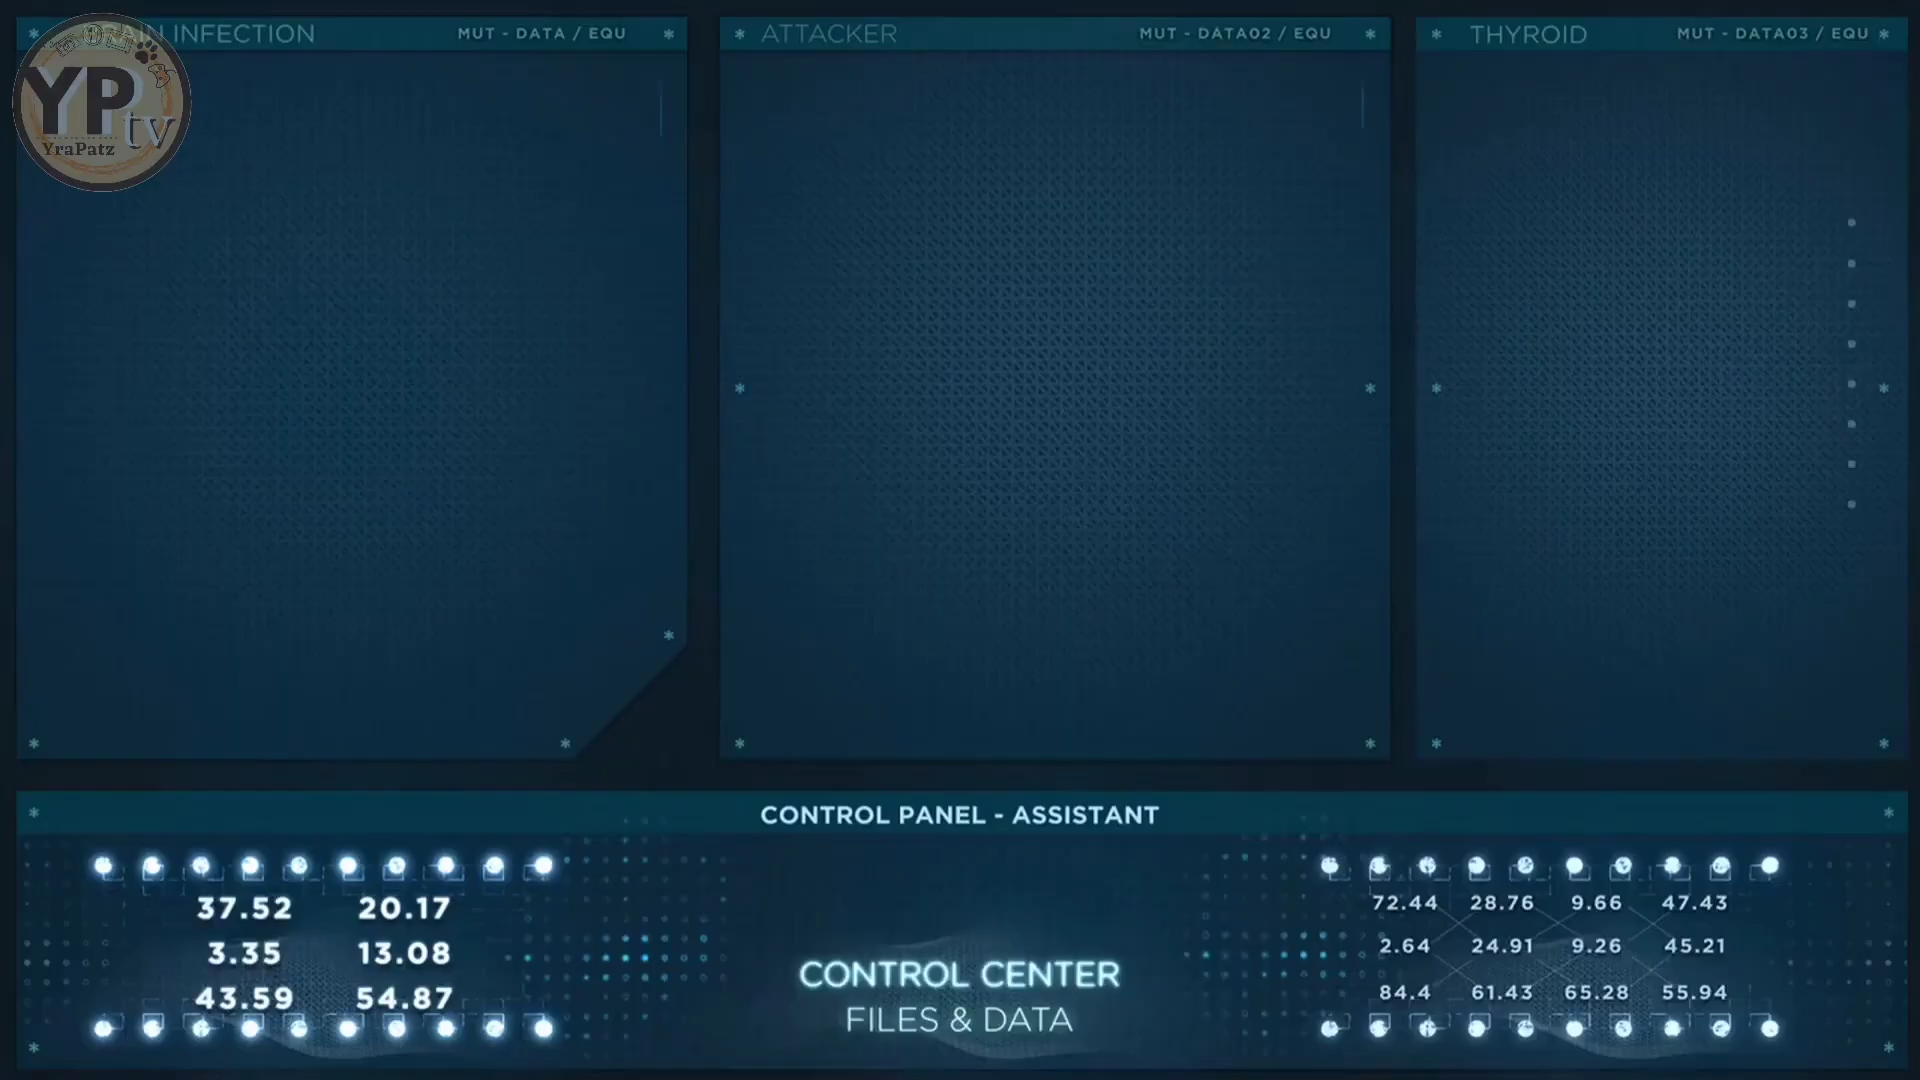 INFECTION MUT - DATA / EQU
ATTACKER MUT - DATA02 / EQU
THYROID MUT - DATA03 / EQU
YP tv
YraPatz
CONTROL PANEL - ASSISTANT
37.52 20.17
3.35 13.08
43.59 54.87
CONTROL CENTER
FILES & DATA
72.44 28.76 9.66 47.43
2.64 24.91 9.26 45.21
84.4 61.43 65.28 55.94